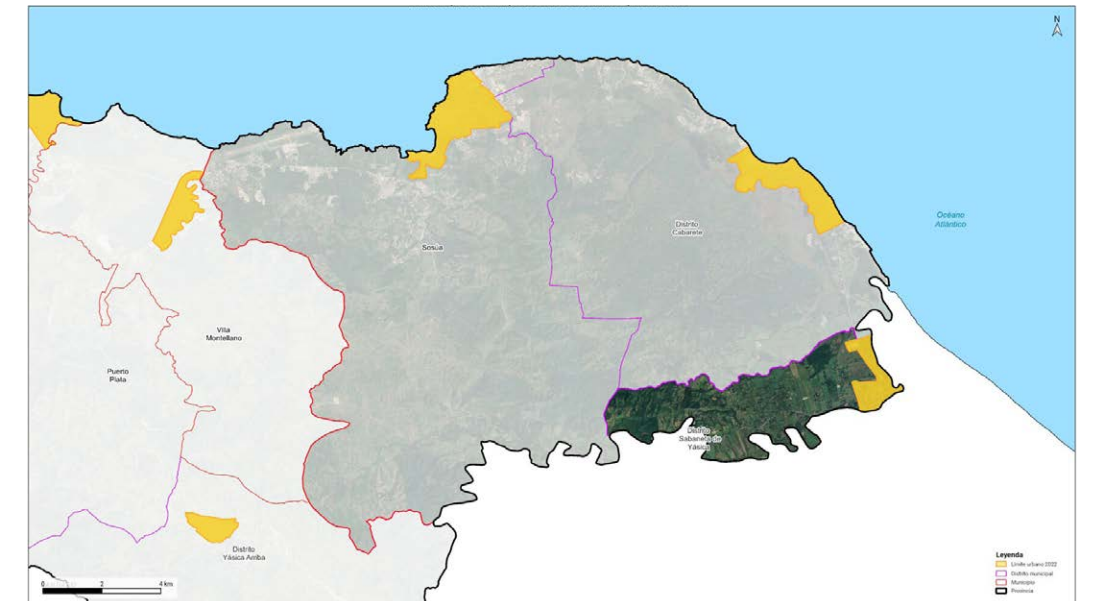 N
Océano
Atlántico
Distrito
Cabarete
Sosúa
Villa
Montellano
Puerto
Plata
Distrito
Sabaneta de
Yásica
Distrito
Yásica Arriba
0 2 4 km
Leyenda
Límite urbano 2022
Distrito municipal
Municipio
Provincia